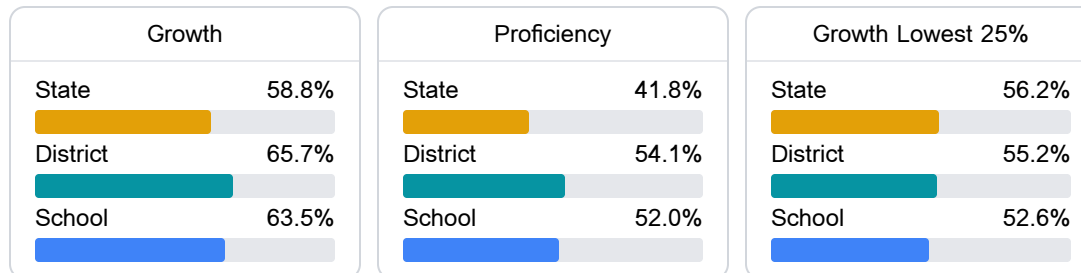 Growth
State 58.8%
District 65.7%
School 63.5%
Proficiency
State 41.8%
District 54.1%
School 52.0%
Growth Lowest 25%
State 56.2%
District 55.2%
School 52.6%